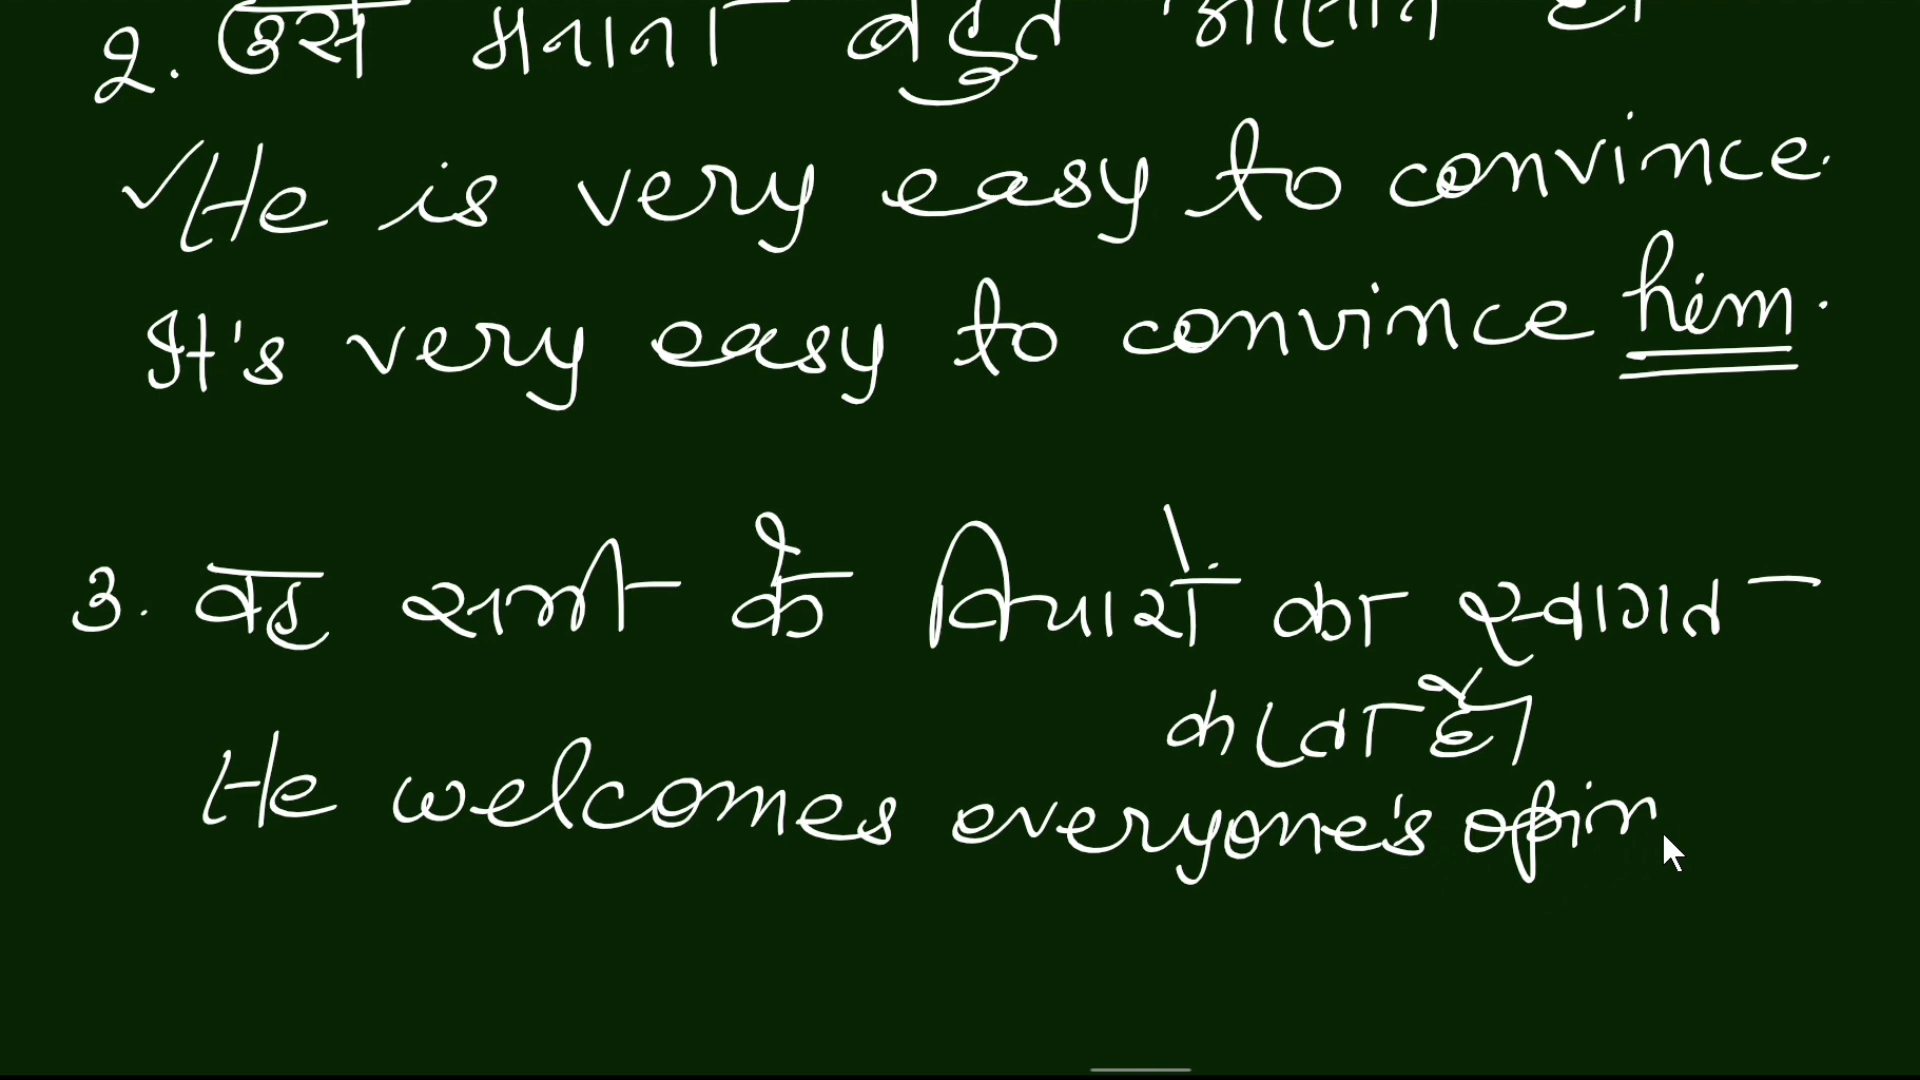 2. उसे मनाना बहुत आसान है।
He is very easy to convince.
It's very easy to convince him.
3. वह सभी के विचारों का स्वागत
करता है।
He welcomes everyone's opin